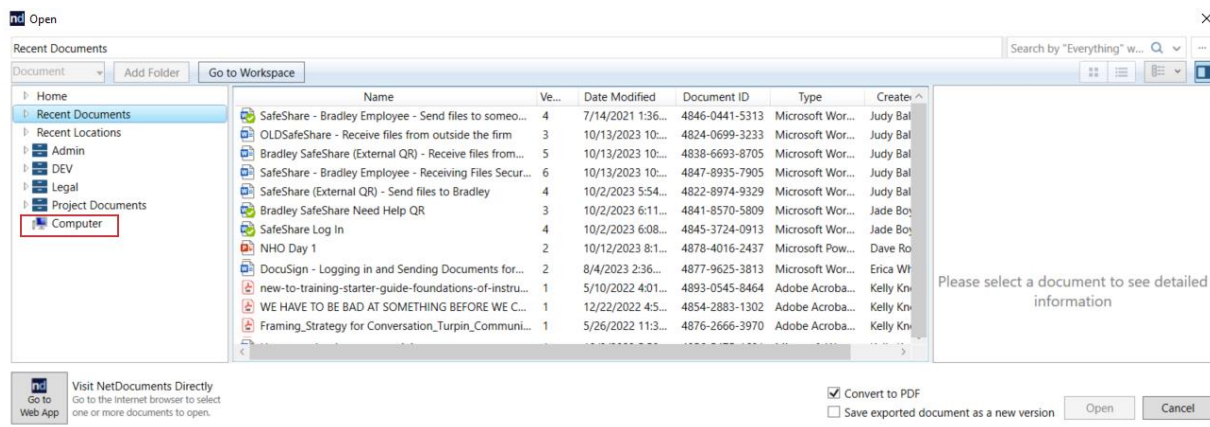 nd Open
Recent Documents Search by "Everything" w...
Document Add Folder Go to Workspace
Home
Recent Documents
Recent Locations
Admin
DEV
Legal
Project Documents
Computer
Name Ve... Date Modified Document ID Type Created
SafeShare - Bradley Employee - Send files to someo... 4 7/14/2021 1:36... 4846-0441-5313 Microsoft Wor... Judy Bal
OLDSafeShare - Receive files from outside the firm 3 10/13/2023 10:... 4824-0699-3233 Microsoft Wor... Judy Bal
Bradley SafeShare (External QR) - Receive files from... 5 10/13/2023 10:... 4838-6693-8705 Microsoft Wor... Judy Bal
SafeShare - Bradley Employee - Receiving Files Secur... 6 10/13/2023 10:... 4847-8935-7905 Microsoft Wor... Judy Bal
SafeShare (External QR) - Send files to Bradley 4 10/2/2023 5:54... 4822-8974-9329 Microsoft Wor... Judy Bal
Bradley SafeShare Need Help QR 3 10/2/2023 6:11... 4841-8570-5809 Microsoft Wor... Jade Boy
SafeShare Log In 4 10/2/2023 6:08... 4845-3724-0913 Microsoft Wor... Jade Boy
NHO Day 1 2 10/12/2023 8:1... 4878-4016-2437 Microsoft Pow... Dave Ro
DocuSign - Logging in and Sending Documents for... 2 8/4/2023 2:36... 4877-9625-3813 Microsoft Wor... Erica Wh
new-to-training-starter-guide-foundations-of-instru... 1 5/10/2022 4:01... 4893-0545-8464 Adobe Acroba... Kelly Kno
WE HAVE TO BE BAD AT SOMETHING BEFORE WE C... 1 12/22/2022 4:5... 4854-2883-1302 Adobe Acroba... Kelly Kno
Framing_Strategy for Conversation_Turpin_Communi... 1 5/26/2022 11:3... 4876-2666-3970 Adobe Acroba... Kelly Kno
Please select a document to see detailed
information
nd
Go to
Web App
Visit NetDocuments Directly
Go to the Internet browser to select
one or more documents to open.
Convert to PDF
Save exported document as a new version
Open Cancel